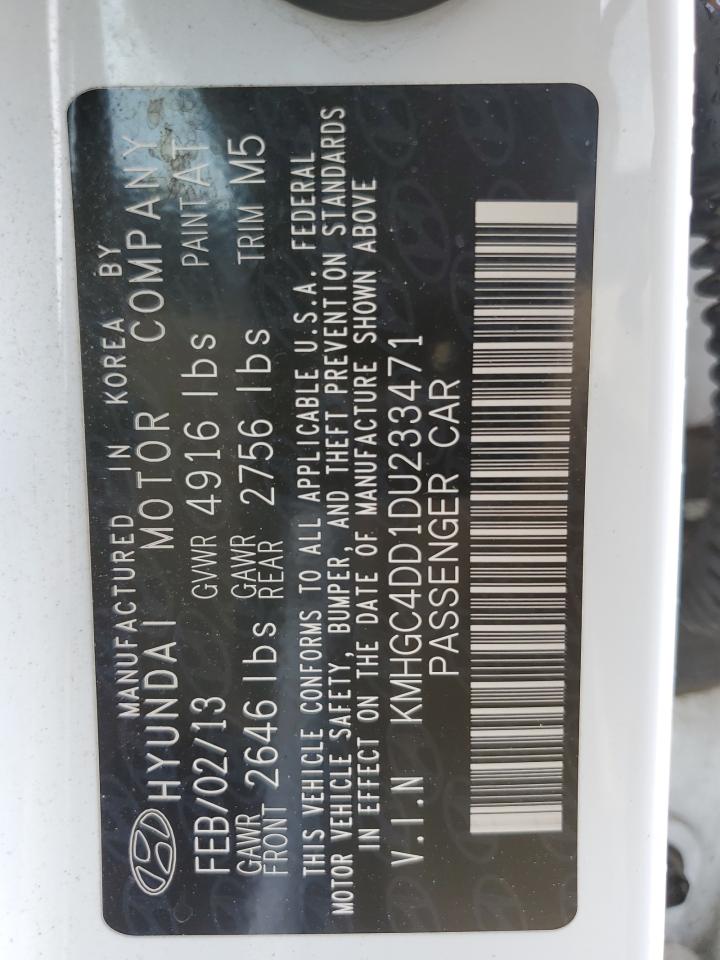 MANUFACTURED IN KOREA BY
HYUNDAI MOTOR COMPANY
FEB/02/13 GVWR 4916 lbs PAINT AT
GAWR FRONT 2646 lbs GAWR REAR 2756 lbs TRIM M5
THIS VEHICLE CONFORMS TO ALL APPLICABLE U.S.A. FEDERAL
MOTOR VEHICLE SAFETY, BUMPER, AND THEFT PREVENTION STANDARDS
IN EFFECT ON THE DATE OF MANUFACTURE SHOWN ABOVE
V.I.N KMHGC4DD1DU233471
PASSENGER CAR